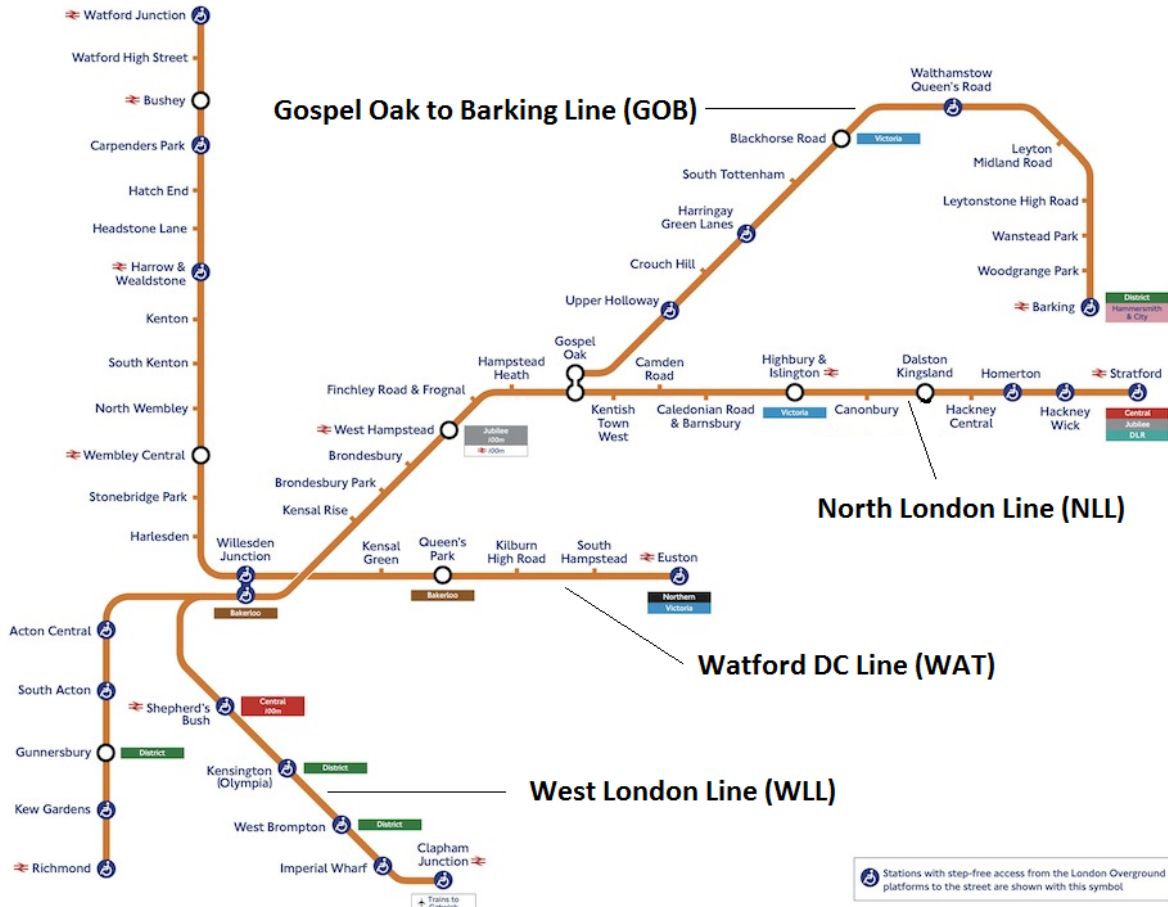 Watford Junction
Watford High Street
Bushey
Carpenders Park
Hatch End
Headstone Lane
Harrow &
Wealdstone
Kenton
South Kenton
North Wembley
Wembley Central
Stonebridge Park
Harlesden
Willesden
Junction
Bakerloo
Kensal
Green
Queen's
Park
Bakerloo
Kilburn
High Road
South
Hampstead
Euston
Northern
Victoria
Watford DC Line (WAT)
Gospel Oak to Barking Line (GOB)
Walthamstow
Queen's Road
Blackhorse Road
Victoria
South Tottenham
Harringay
Green Lanes
Crouch Hill
Upper Holloway
Gospel
Oak
Leyton
Midland Road
Leytonstone High Road
Wanstead Park
Woodgrange Park
Barking
District
Hammersmith
& City
Hampstead
Heath
Finchley Road & Frognal
West Hampstead
Jubilee
100m
100m
Brondesbury
Brondesbury Park
Kensal Rise
Kentish
Town
West
Camden
Road
Caledonian Road
& Barnsbury
Highbury &
Islington
Victoria
Canonbury
Dalston
Kingsland
Hackney
Central
Homerton
Hackney
Wick
Stratford
Central
Jubilee
DLR
North London Line (NLL)
Acton Central
South Acton
Gunnersbury
District
Kew Gardens
Richmond
Shepherd's
Bush
Central
100m
Kensington
(Olympia)
District
West London Line (WLL)
West Brompton
District
Imperial Wharf
Clapham
Junction
Trains to
Stations with step-free access from the London Overground
platforms to the street are shown with this symbol